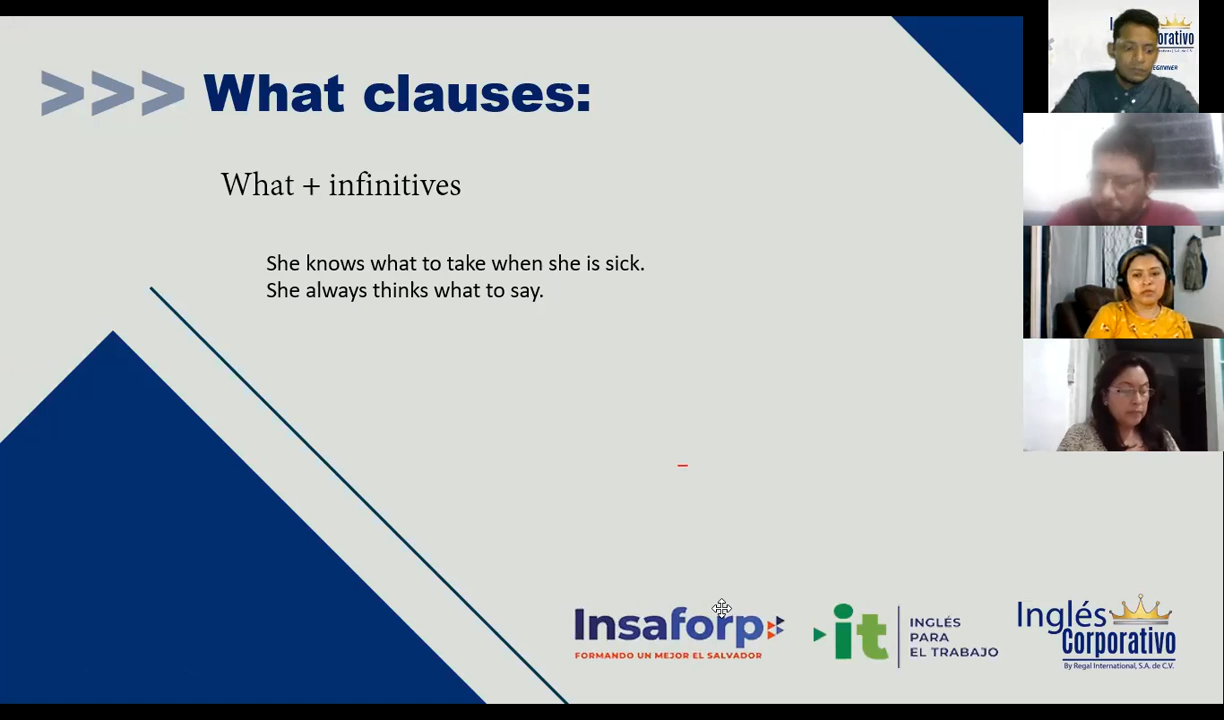 >>> What clauses:
What + infinitives
She knows what to take when she is sick.
She always thinks what to say.
Insaforp
FORMANDO UN MEJOR EL SALVADOR
it
INGLÉS
PARA
EL TRABAJO
Inglés
Corporativo
By Regal International, S.A. de C.V.
orativo